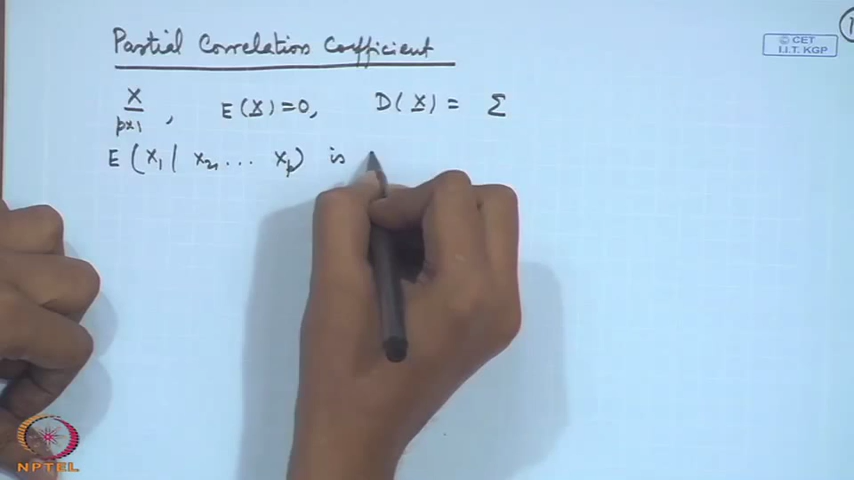 Partial Correlation Coefficient
© CET
I.I.T. KGP
X
p×1 , E(X)=0, D(X) = Σ
E(X₁| X₂, ... Xₚ) is
NPTEL